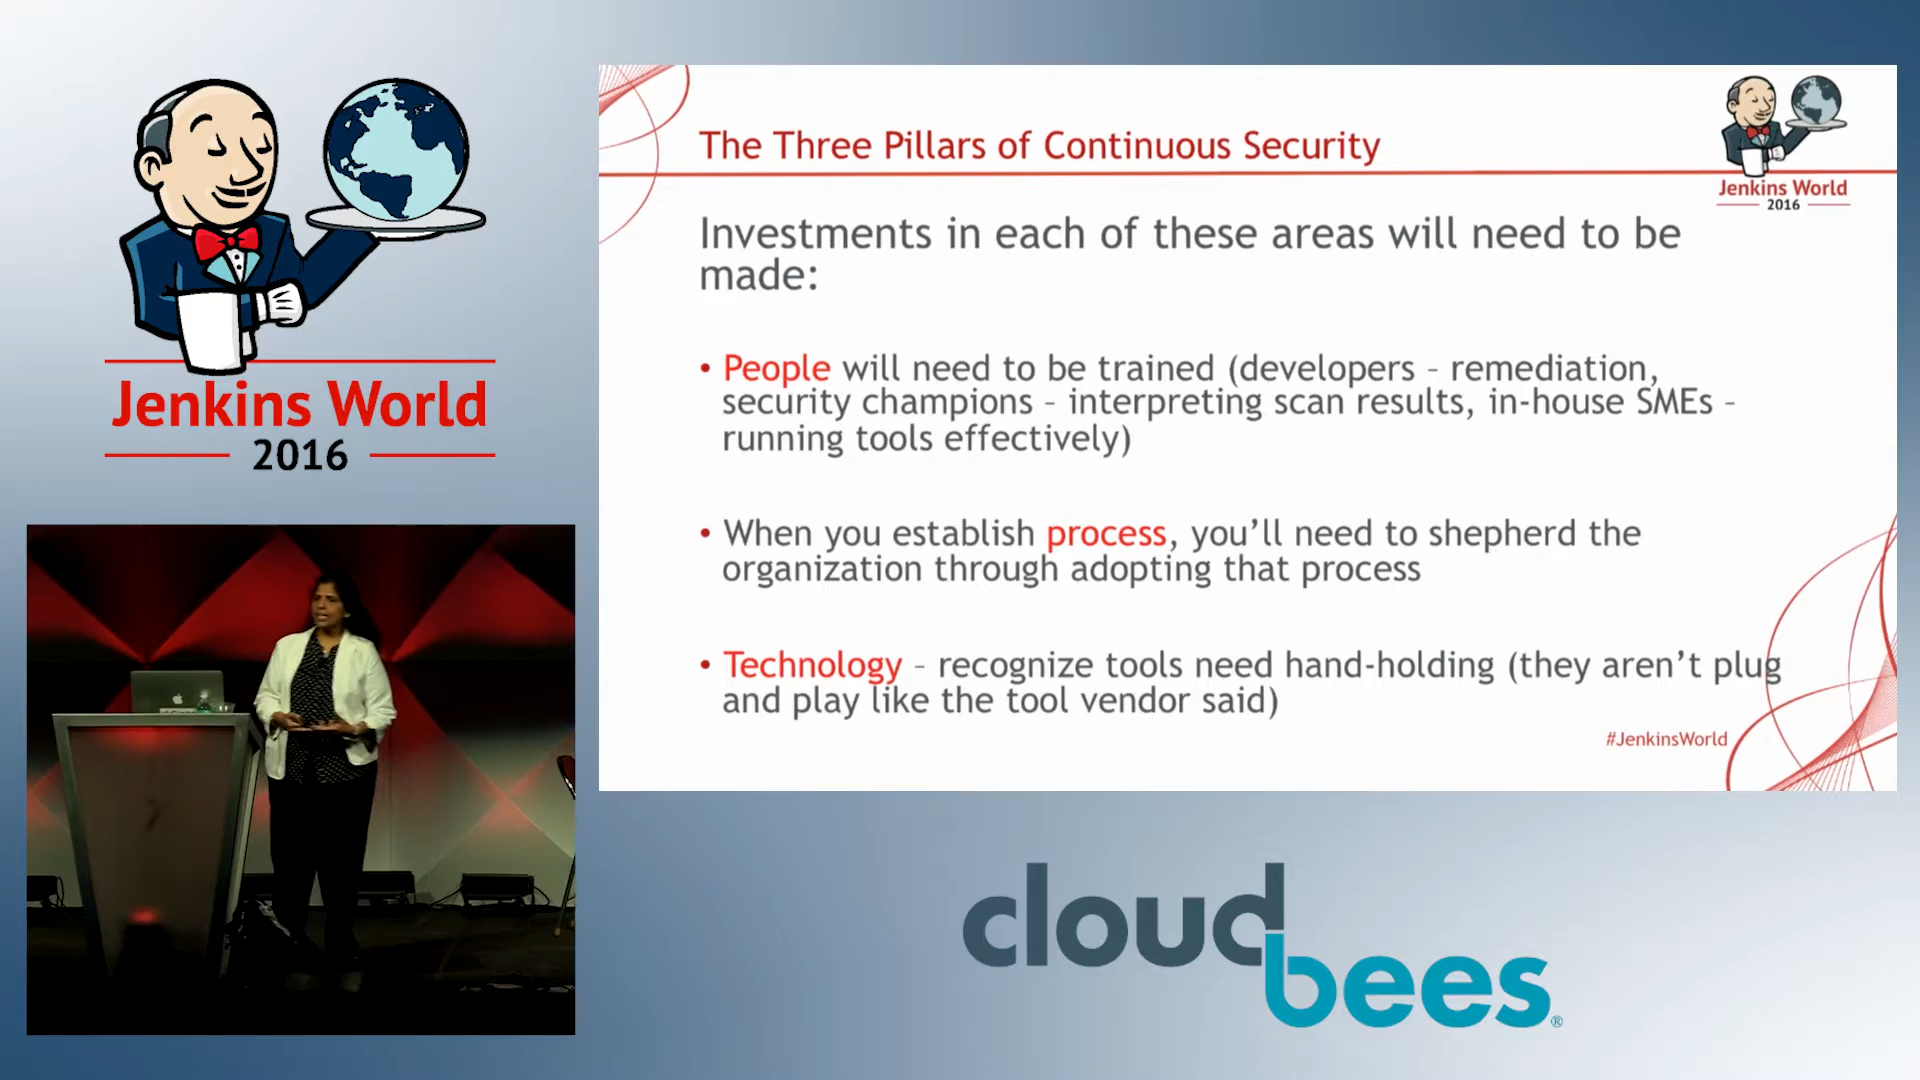 Jenkins World
2016
The Three Pillars of Continuous Security
Jenkins World
2016
Investments in each of these areas will need to be
made:
• People will need to be trained (developers – remediation,
security champions – interpreting scan results, in-house SMEs –
running tools effectively)
• When you establish process, you’ll need to shepherd the
organization through adopting that process
• Technology – recognize tools need hand-holding (they aren’t plug
and play like the tool vendor said)
#JenkinsWorld
cloud
bees®